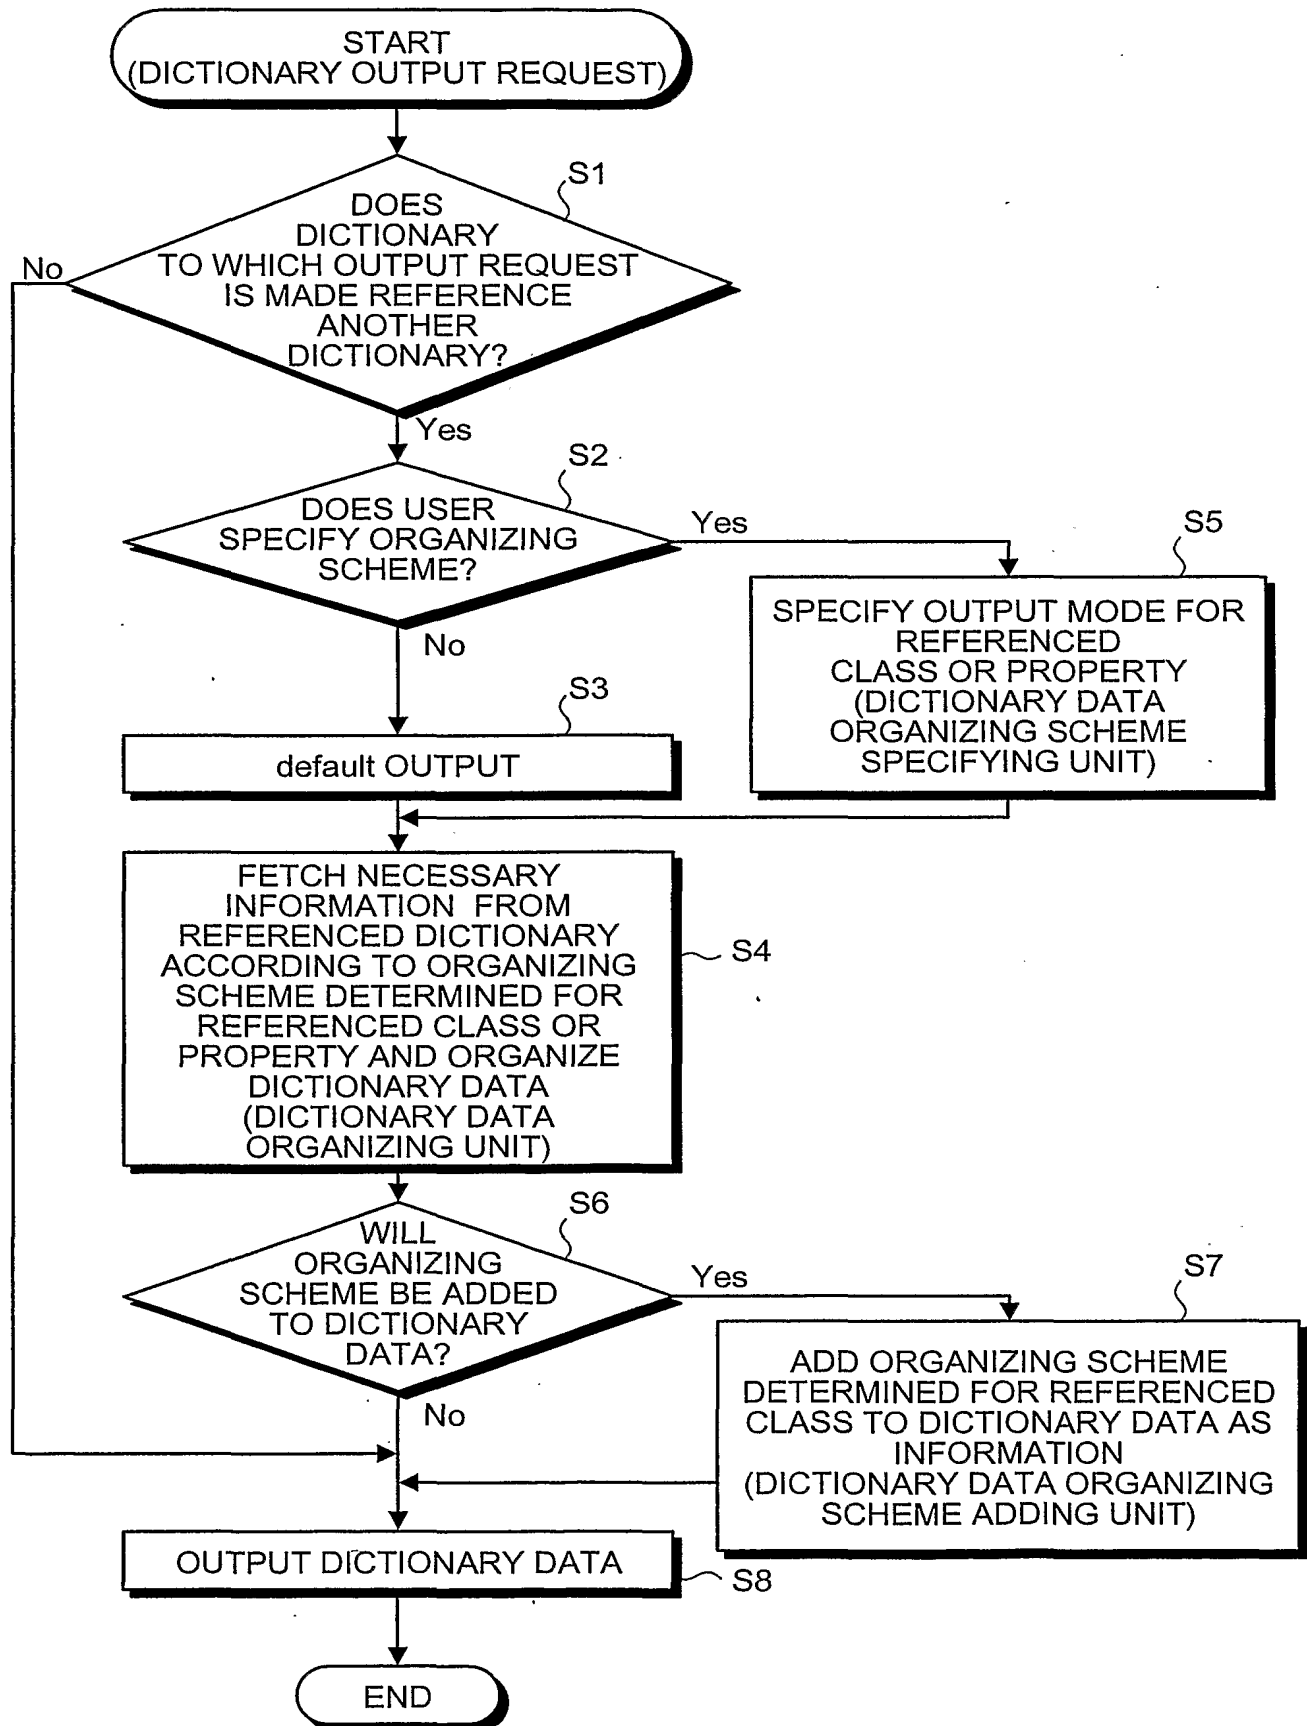 START
(DICTIONARY OUTPUT REQUEST)
S1
DOES
DICTIONARY
TO WHICH OUTPUT REQUEST
IS MADE REFERENCE
ANOTHER
DICTIONARY?
No
Yes
S2
DOES USER
SPECIFY ORGANIZING
SCHEME?
Yes
No
S5
SPECIFY OUTPUT MODE FOR
REFERENCED
CLASS OR PROPERTY
(DICTIONARY DATA
ORGANIZING SCHEME
SPECIFYING UNIT)
S3
default OUTPUT
FETCH NECESSARY
INFORMATION FROM
REFERENCED DICTIONARY
ACCORDING TO ORGANIZING
SCHEME DETERMINED FOR
REFERENCED CLASS OR
PROPERTY AND ORGANIZE
DICTIONARY DATA
(DICTIONARY DATA
ORGANIZING UNIT)
S4
S6
WILL
ORGANIZING
SCHEME BE ADDED
TO DICTIONARY
DATA?
Yes
No
S7
ADD ORGANIZING SCHEME
DETERMINED FOR REFERENCED
CLASS TO DICTIONARY DATA AS
INFORMATION
(DICTIONARY DATA ORGANIZING
SCHEME ADDING UNIT)
OUTPUT DICTIONARY DATA
S8
END